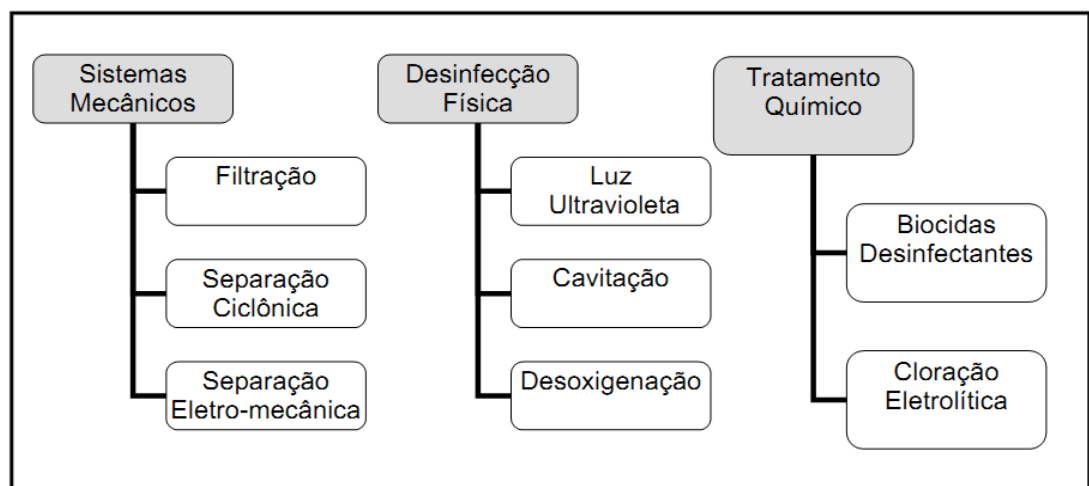 Sistemas
Mecânicos
Filtração
Separação
Ciclônica
Separação
Eletro-mecânica
Desinfecção
Física
Luz
Ultravioleta
Cavitação
Desoxigenação
Tratamento
Químico
Biocidas
Desinfectantes
Cloração
Eletrolítica